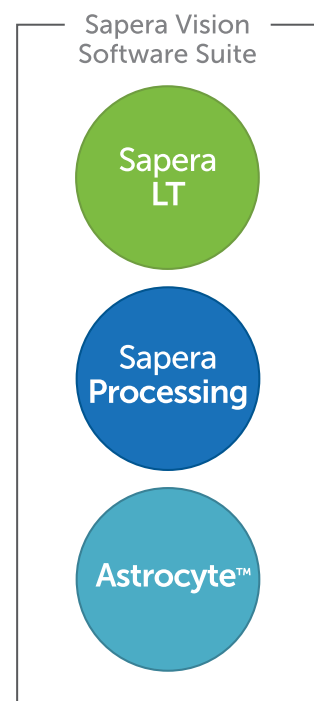 Sapera Vision
Software Suite
Sapera
LT
Sapera
Processing
Astrocyte™